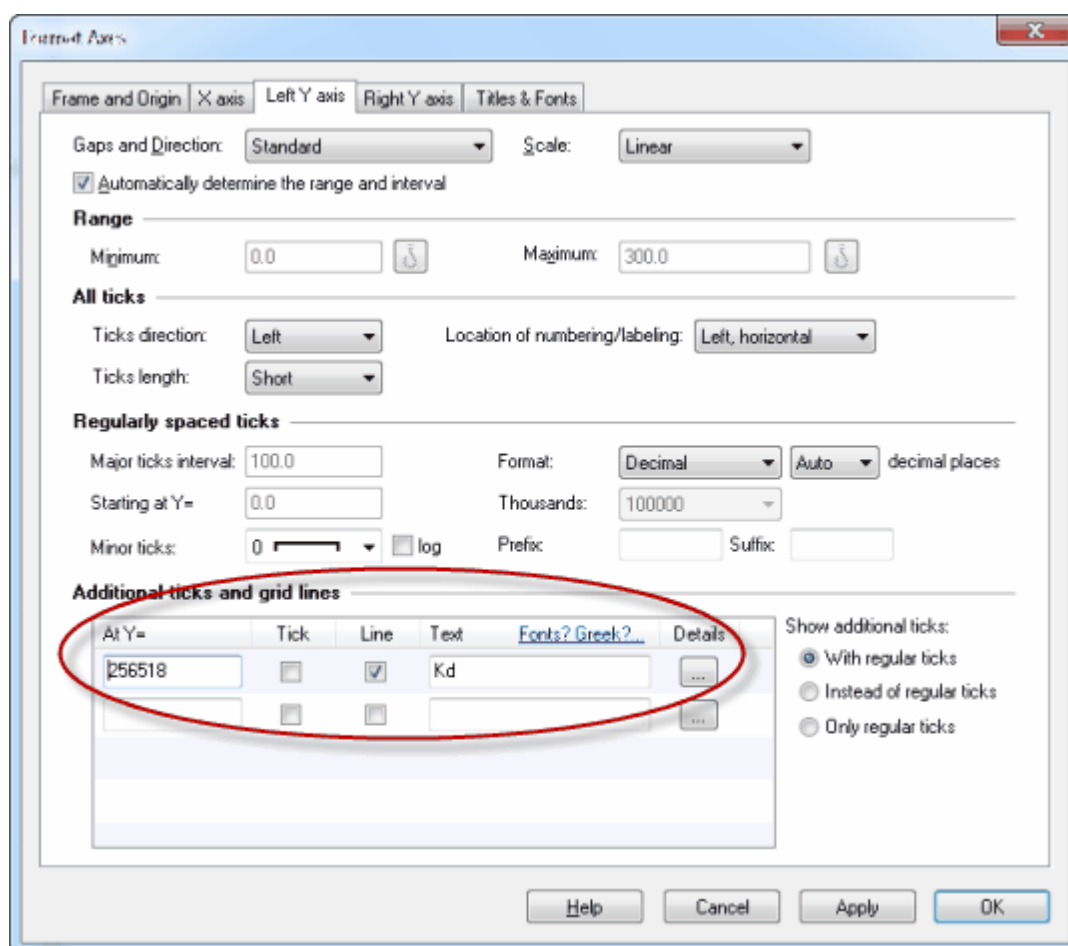 Format Axes
Frame and Origin X axis Left Y axis Right Y axis Titles & Fonts
Gaps and Direction: Standard Scale: Linear
Automatically determine the range and interval
Range
Minimum: 0.0 Maximum: 300.0
All ticks
Ticks direction: Left Location of numbering/labeling: Left, horizontal
Ticks length: Short
Regularly spaced ticks
Major ticks interval: 100.0 Format: Decimal Auto decimal places
Starting at Y= 0.0 Thousands: 100000
Minor ticks: 0 log Prefix: Suffix:
Additional ticks and grid lines
At Y= Tick Line Text Fonts? Greek?... Details Show additional ticks:
256518 Kd ... With regular ticks
... Instead of regular ticks
Only regular ticks
Help Cancel Apply OK